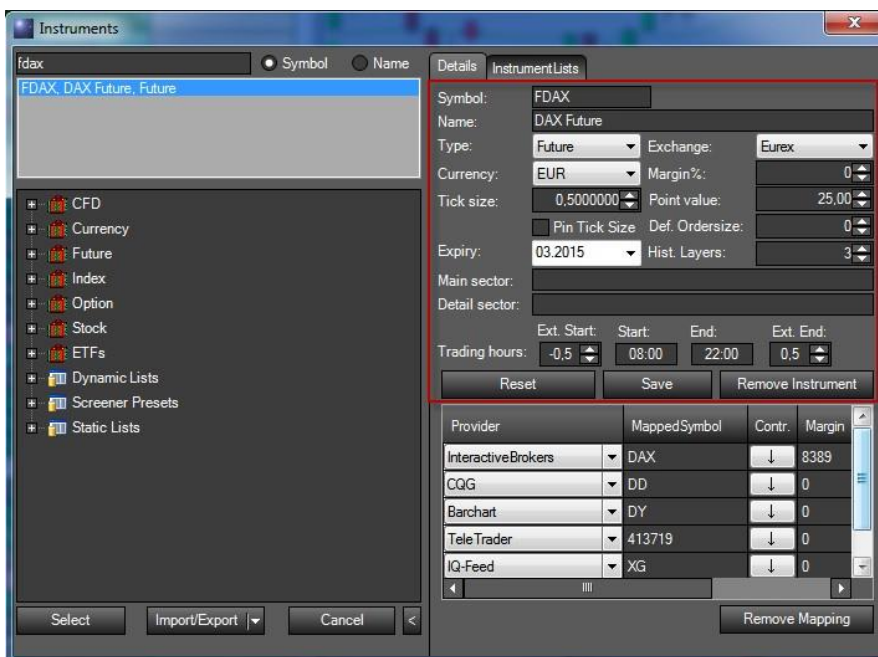 Instruments
fdax Symbol Name
FDAX, DAX Future, Future
CFD
Currency
Future
Index
Option
Stock
ETFs
Dynamic Lists
Screener Presets
Static Lists
Select Import/Export Cancel <
Details InstrumentLists
Symbol: FDAX
Name: DAX Future
Type: Future Exchange: Eurex
Currency: EUR Margin%: 0
Tick size: 0,5000000 Point value: 25,00
Pin Tick Size Def. Ordersize: 0
Expiry: 03.2015 Hist. Layers: 3
Main sector:
Detail sector:
Ext. Start: Start: End: Ext. End:
Trading hours: -0,5 08:00 22:00 0,5
Reset Save Remove Instrument
Provider MappedSymbol Contr. Margin
InteractiveBrokers DAX ↓ 8389
CQG DD ↓ 0
Barchart DY ↓ 0
TeleTrader 413719 ↓ 0
IQ-Feed XG ↓ 0
Remove Mapping